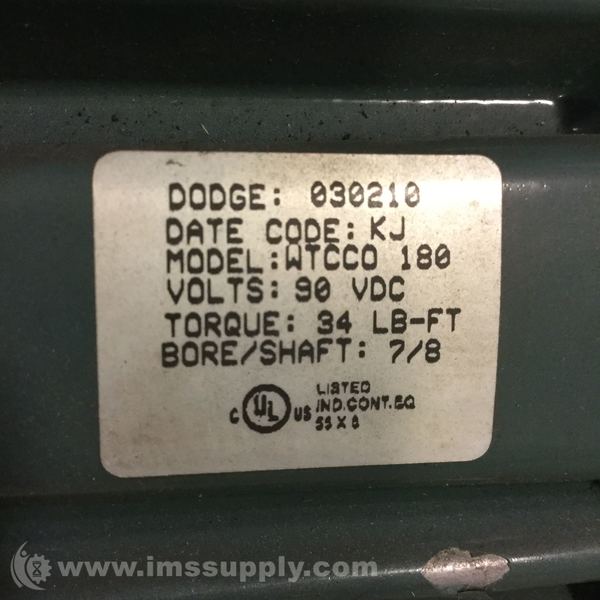 DODGE: 030210
DATE CODE: KJ
MODEL:WTCCO 180
VOLTS: 90 VDC
TORQUE: 34 LB-FT
BORE/SHAFT: 7/8
C UL US
LISTED
IND.CONT.EQ
www.imssupply.com